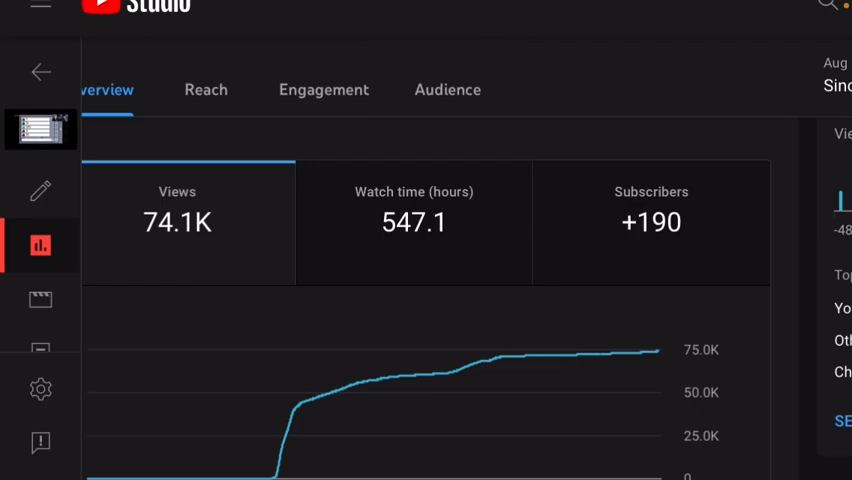 Studio
verview
Reach
Engagement
Audience
Aug
Sinc
Views
74.1K
Watch time (hours)
547.1
Subscribers
+190
Vie
-48
Top
Yo
Oth
Ch
SE
75.0K
50.0K
25.0K
0